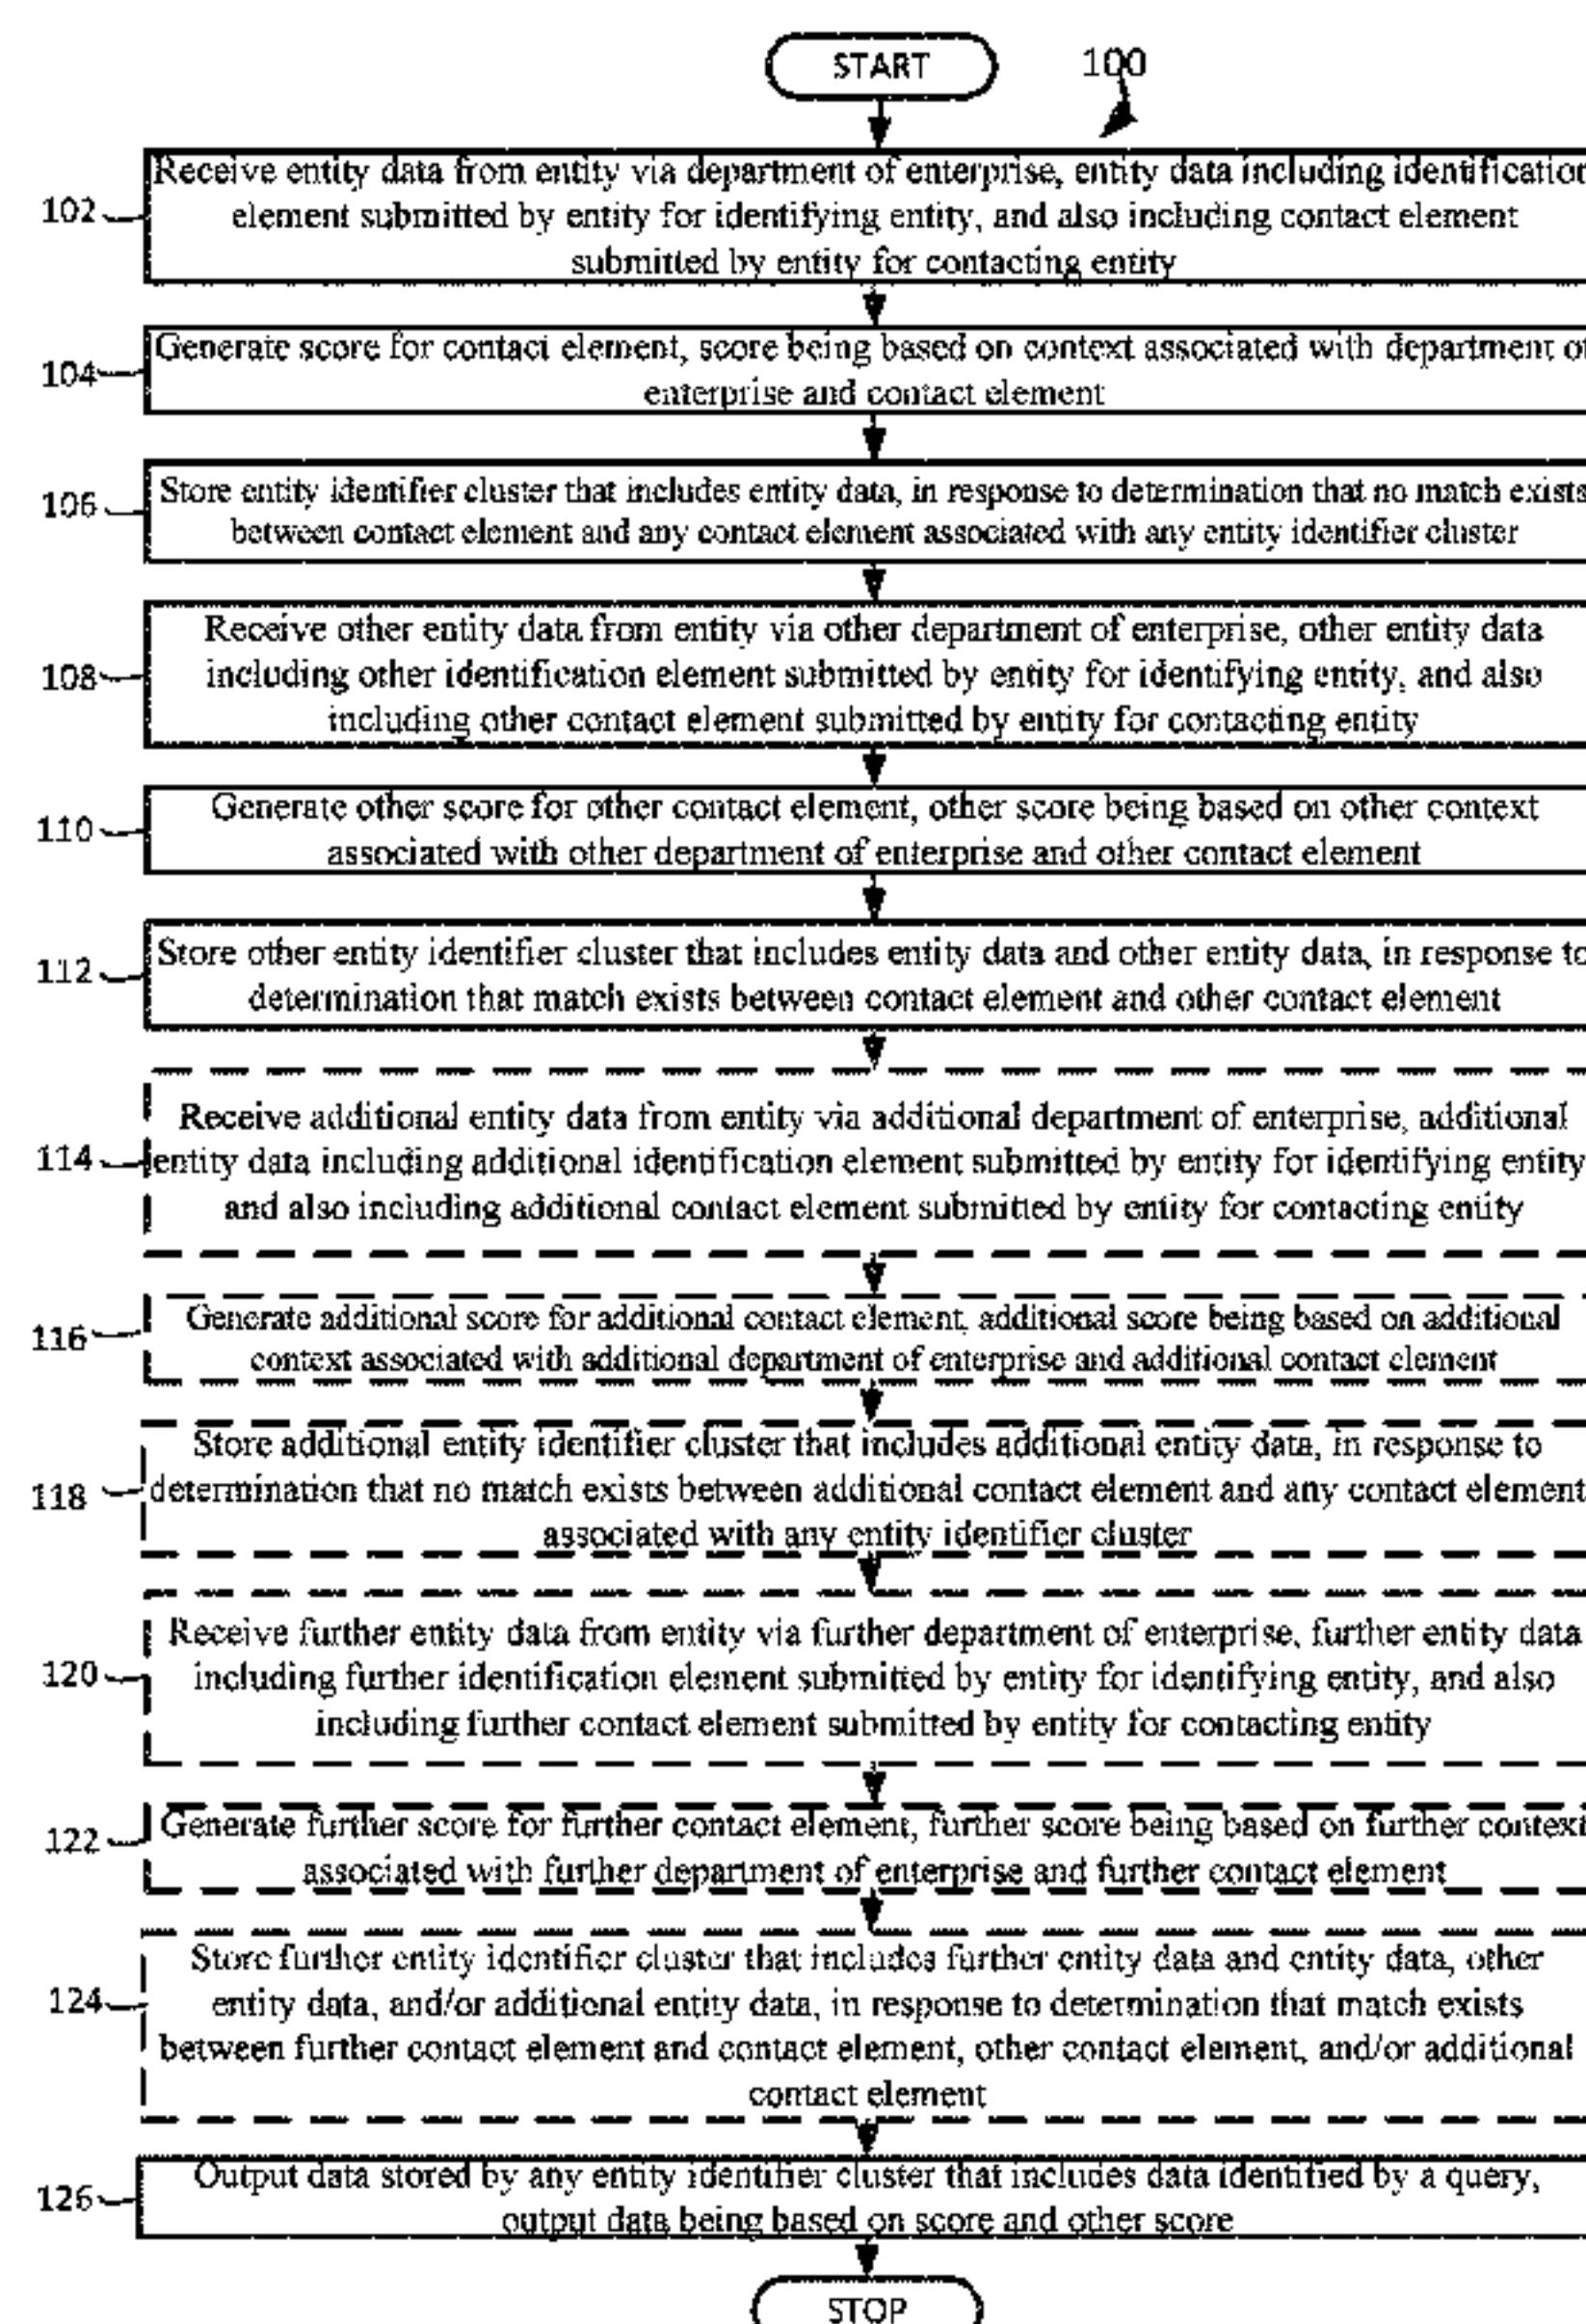 START
100
102
Receive entity data from entity via department of enterprise, entity data including identification
element submitted by entity for identifying entity, and also including contact element
submitted by entity for contacting entity
104
Generate score for contact element, score being based on context associated with department of
enterprise and contact element
106
Store entity identifier cluster that includes entity data, in response to determination that no match exists
between contact element and any contact element associated with any entity identifier cluster
108
Receive other entity data from entity via other department of enterprise, other entity data
including other identification element submitted by entity for identifying entity, and also
including other contact element submitted by entity for contacting entity
110
Generate other score for other contact element, other score being based on other context
associated with other department of enterprise and other contact element
112
Store other entity identifier cluster that includes entity data and other entity data, in response to
determination that match exists between contact element and other contact element
114
Receive additional entity data from entity via additional department of enterprise, additional
entity data including additional identification element submitted by entity for identifying entity
and also including additional contact element submitted by entity for contacting entity
116
Generate additional score for additional contact element, additional score being based on additional
context associated with additional department of enterprise and additional contact element
118
Store additional entity identifier cluster that includes additional entity data, in response to
determination that no match exists between additional contact element and any contact element
associated with any entity identifier cluster
120
Receive further entity data from entity via further department of enterprise, further entity data
including further identification element submitted by entity for identifying entity, and also
including further contact element submitted by entity for contacting entity
122
Generate further score for further contact element, further score being based on further context
associated with further department of enterprise and further contact element
124
Store further entity identifier cluster that includes further entity data and entity data, other
entity data, and/or additional entity data, in response to determination that match exists
between further contact element and contact element, other contact element, and/or additional
contact element
126
Output data stored by any entity identifier cluster that includes data identified by a query,
output data being based on score and other score
STOP